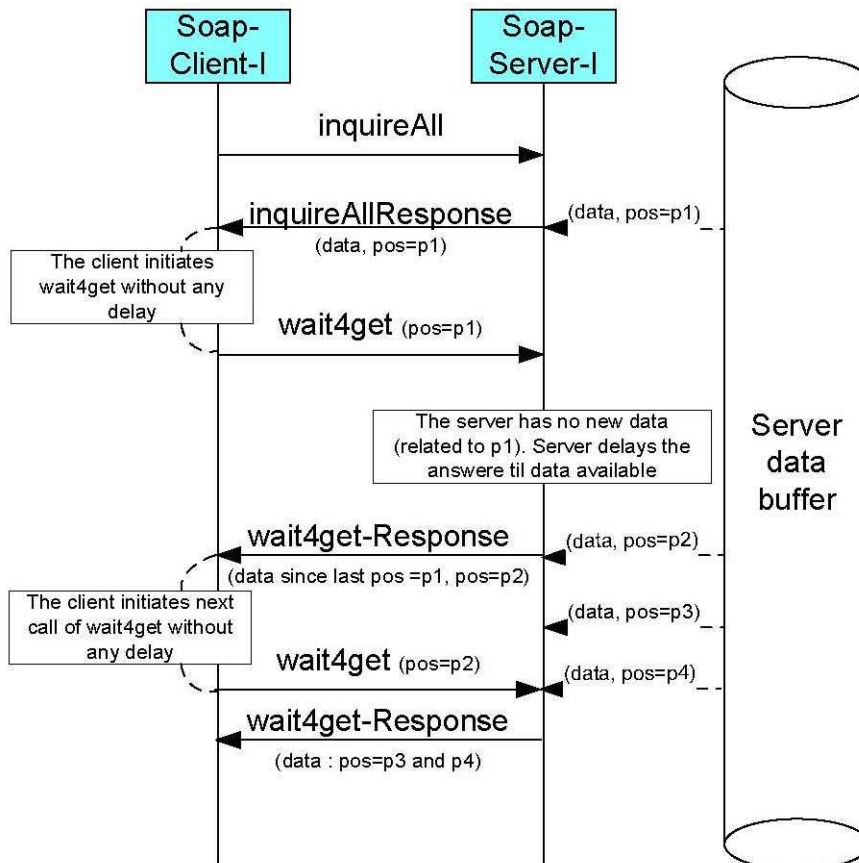 Soap-
Client-I
Soap-
Server-I
inquireAll
inquireAllResponse
(data, pos=p1)
(data, pos=p1)
The client initiates
wait4get without any
delay
wait4get (pos=p1)
The server has no new data
(related to p1). Server delays the
answere til data available
Server
data
buffer
wait4get-Response
(data, pos=p2)
(data since last pos =p1, pos=p2)
The client initiates next
call of wait4get without
any delay
(data, pos=p3)
wait4get (pos=p2)
(data, pos=p4)
wait4get-Response
(data : pos=p3 and p4)